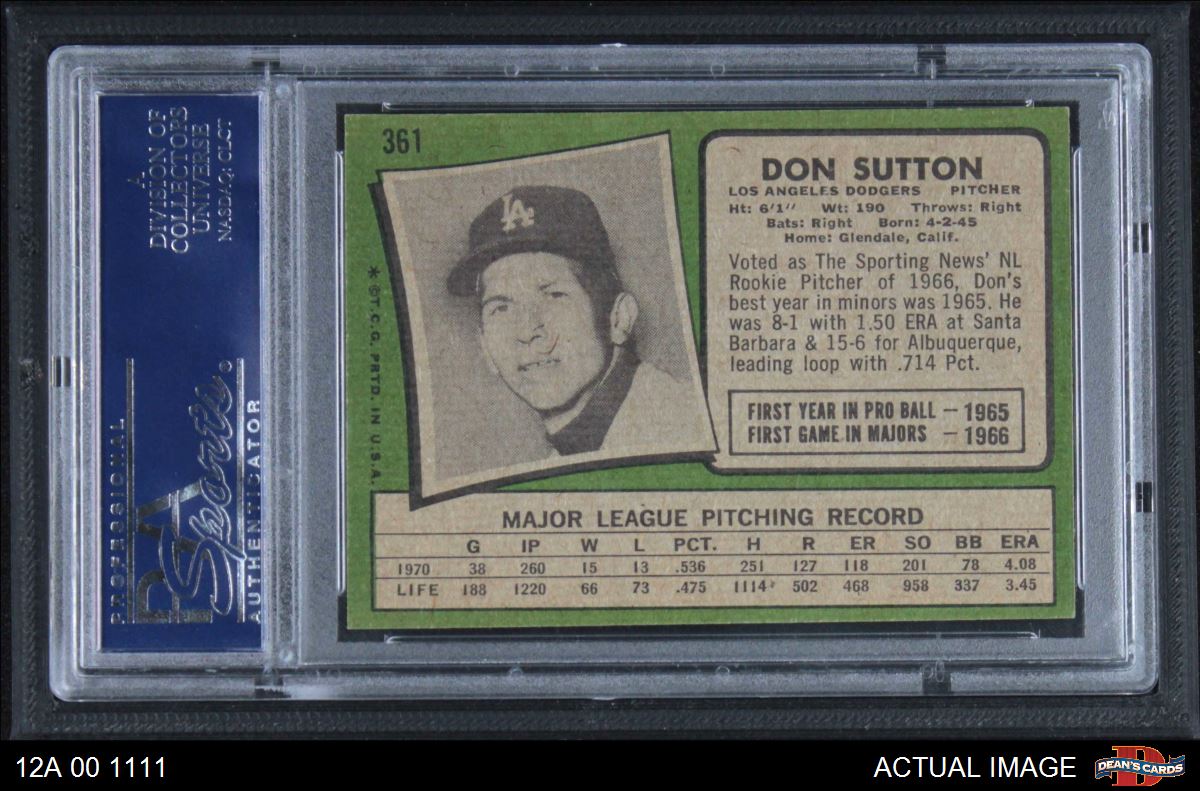 A
DIVISION OF
COLLECTORS
UNIVERSE
NASDAQ: CLCT
PROFESSIONAL
PSA
Sports
AUTHENTICATOR
361
LA
* ©T.C.G. PRTD. IN U.S.A.
DON SUTTON
LOS ANGELES DODGERS PITCHER
Ht: 6'1" Wt: 190 Throws: Right
Bats: Right Born: 4-2-45
Home: Glendale, Calif.
Voted as The Sporting News' NL
Rookie Pitcher of 1966, Don's
best year in minors was 1965. He
was 8-1 with 1.50 ERA at Santa
Barbara & 15-6 for Albuquerque,
leading loop with .714 Pct.
FIRST YEAR IN PRO BALL — 1965
FIRST GAME IN MAJORS — 1966
MAJOR LEAGUE PITCHING RECORD
G IP W L PCT. H R ER SO BB ERA
1970 38 260 15 13 .536 251 127 118 201 78 4.08
LIFE 188 1220 66 73 .475 1114 502 468 958 337 3.45
12A 00 1111
ACTUAL IMAGE
D
DEAN'S CARDS